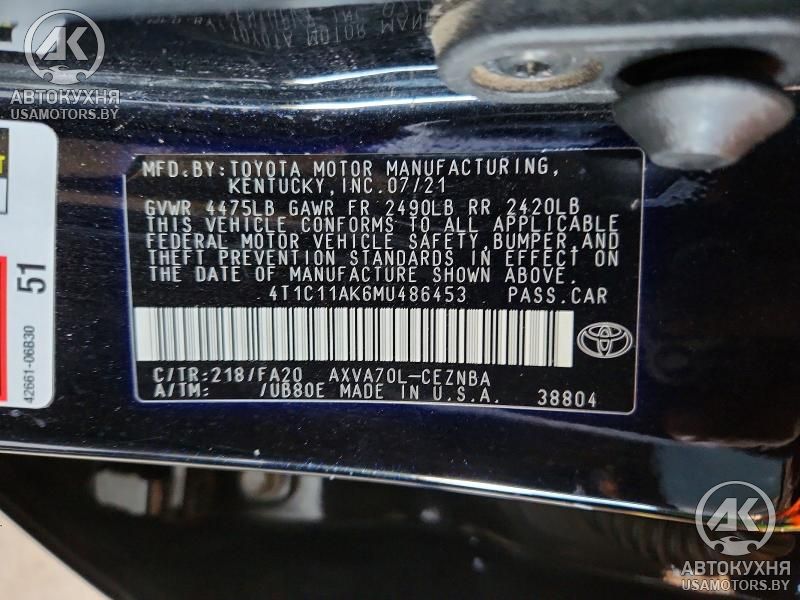 АК
АВТОКУХНЯ
USAMOTORS.BY
MFD.BY:TOYOTA MOTOR MANUFACTURING,
KENTUCKY,INC.07/21
GVWR 4475LB GAWR FR 2490LB RR 2420LB
THIS VEHICLE CONFORMS TO ALL APPLICABLE
FEDERAL MOTOR VEHICLE SAFETY,BUMPER,AND
THEFT PREVENTION STANDARDS IN EFFECT ON
THE DATE OF MANUFACTURE SHOWN ABOVE.
4T1C11AK6MU486453 PASS.CAR
C/TR:218/FA20 AXVA70L-CEZNBA
A/TM: /UB80E MADE IN U.S.A. 38804
51
42661-06B30
АК
АВТОКУХНЯ
USAMOTORS.BY